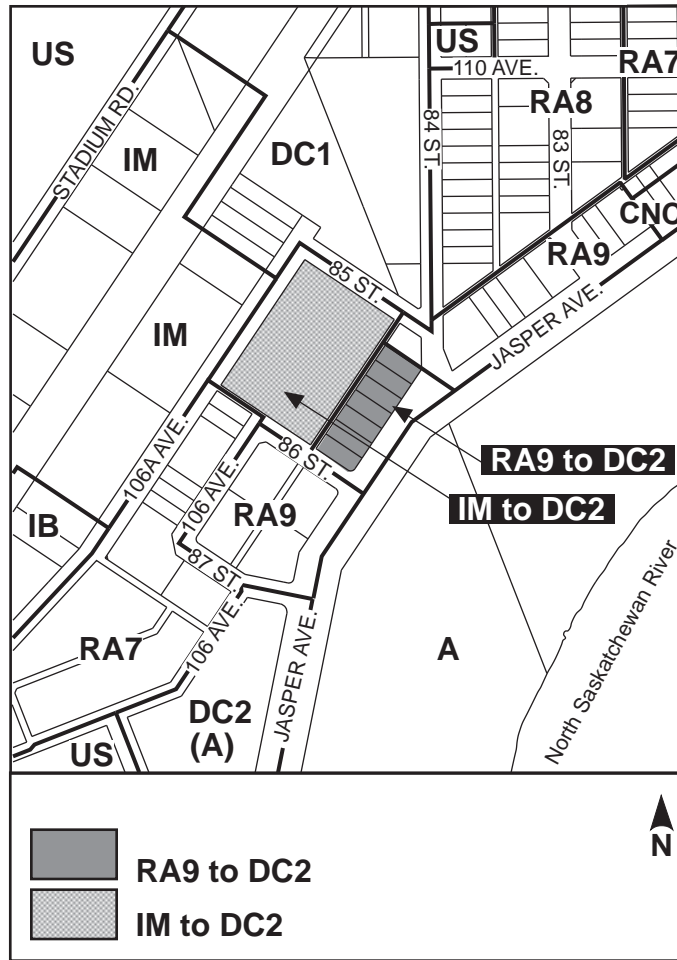 US
US
110 AVE.
RA7
STADIUM RD.
RA8
84 ST.
83 ST.
IM
DC1
CNC
RA9
85 ST.
JASPER AVE.
IM
RA9 to DC2
106A AVE.
86 ST.
IM to DC2
106 AVE.
RA9
IB
87 ST.
North Saskatchewan River
RA7
106 AVE.
A
JASPER AVE.
DC2
(A)
US
N
RA9 to DC2
IM to DC2